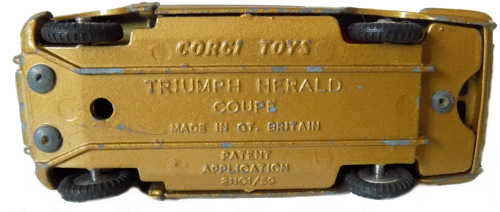 CORGI TOYS
TRIUMPH HERALD
COUPE
MADE IN GT. BRITAIN
PATENT
APPLICATION